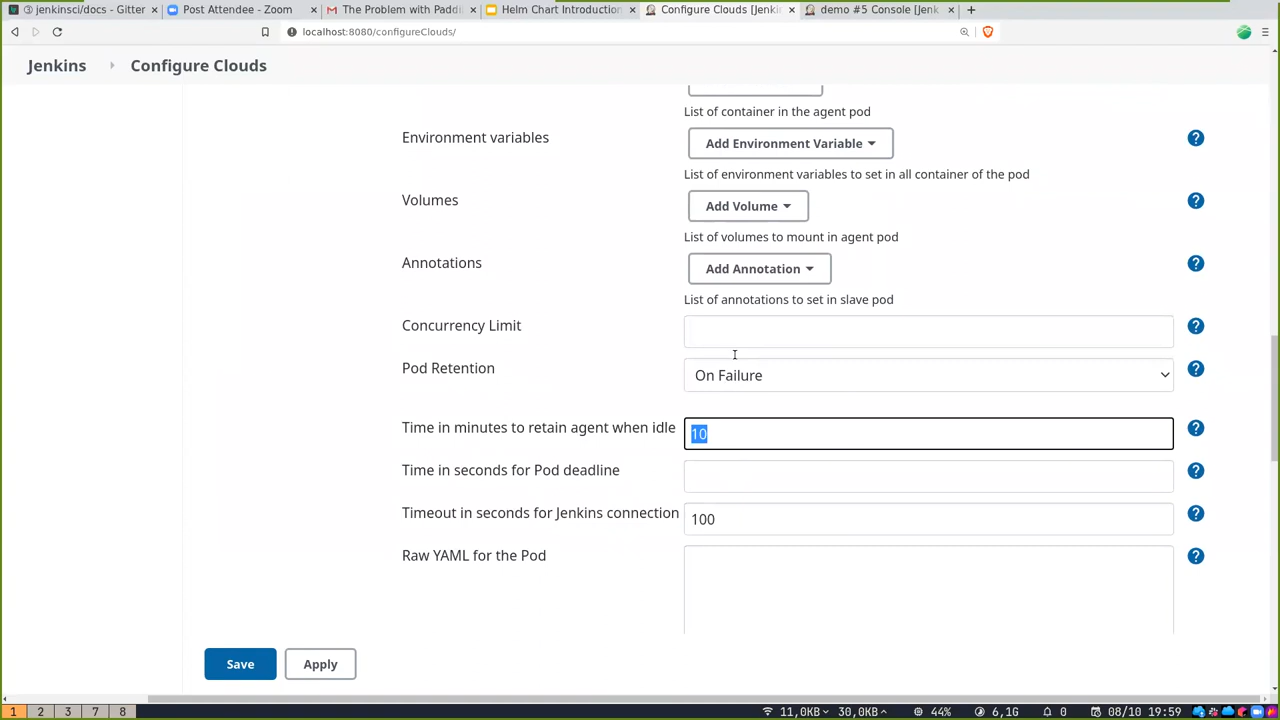 jenkinsci/docs - Gitter
Post Attendee - Zoom
The Problem with Paddi
Helm Chart Introduction
Configure Clouds [Jenki
demo #5 Console [Jenk
localhost:8080/configureClouds/
Jenkins
Configure Clouds
List of container in the agent pod
Environment variables
Add Environment Variable
List of environment variables to set in all container of the pod
Volumes
Add Volume
List of volumes to mount in agent pod
Annotations
Add Annotation
List of annotations to set in slave pod
Concurrency Limit
Pod Retention
On Failure
Time in minutes to retain agent when idle
10
Time in seconds for Pod deadline
Timeout in seconds for Jenkins connection
100
Raw YAML for the Pod
Save
Apply
1 2 3 7 8
11,0KB 30,0KB 44% 6,1G 0 08/10 19:59